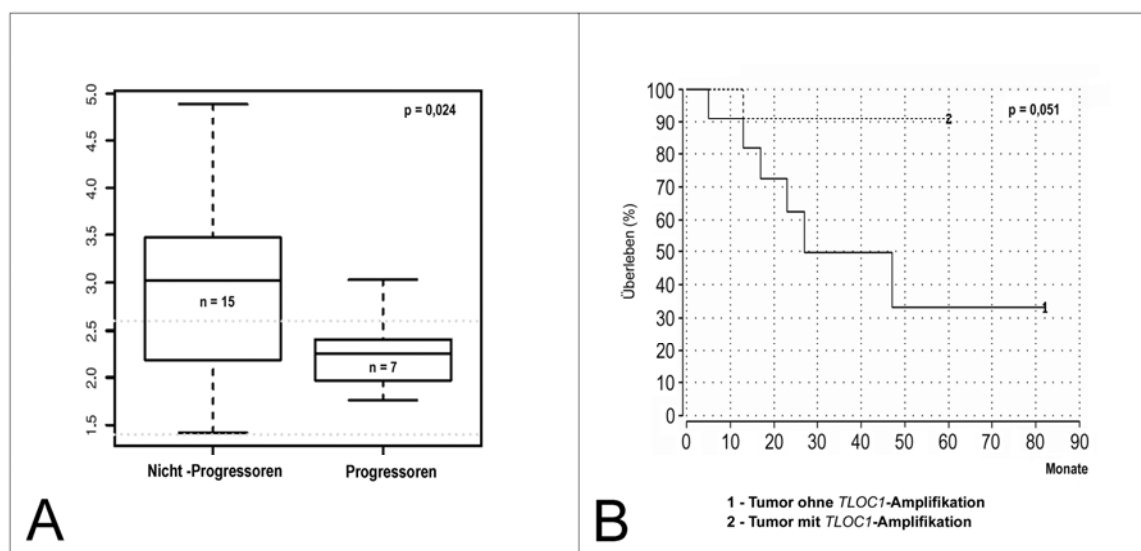 p = 0,024
5.0
4.5
4.0
3.5
3.0
2.5
2.0
1.5
n = 15
n = 7
Nicht -Progressoren
Progressoren
A
p = 0,051
100
90
80
70
60
50
40
30
20
10
0
Überleben (%)
2
1
0 10 20 30 40 50 60 70 80 90
Monate
1 - Tumor ohne TLOC1-Amplifikation
2 - Tumor mit TLOC1-Amplifikation
B